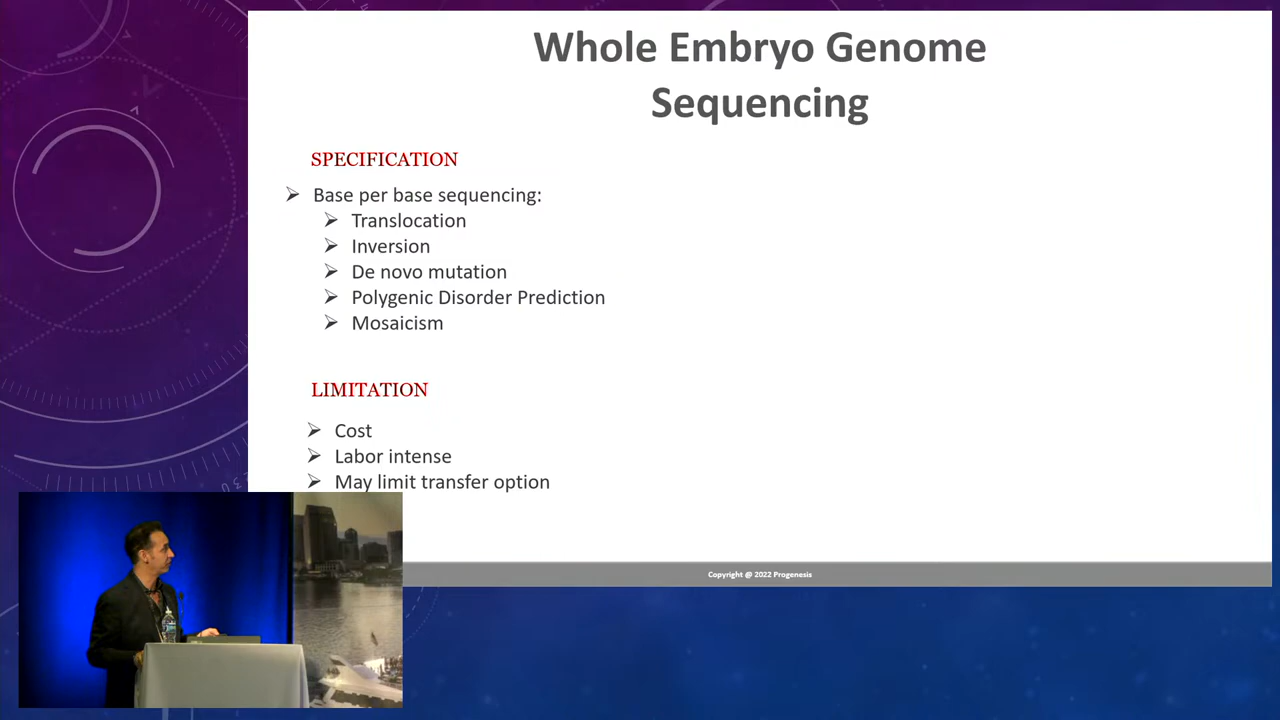 Whole Embryo Genome
Sequencing
SPECIFICATION
➢ Base per base sequencing:
➢ Translocation
➢ Inversion
➢ De novo mutation
➢ Polygenic Disorder Prediction
➢ Mosaicism
LIMITATION
➢ Cost
➢ Labor intense
➢ May limit transfer option
Copyright @ 2022 Progenesis